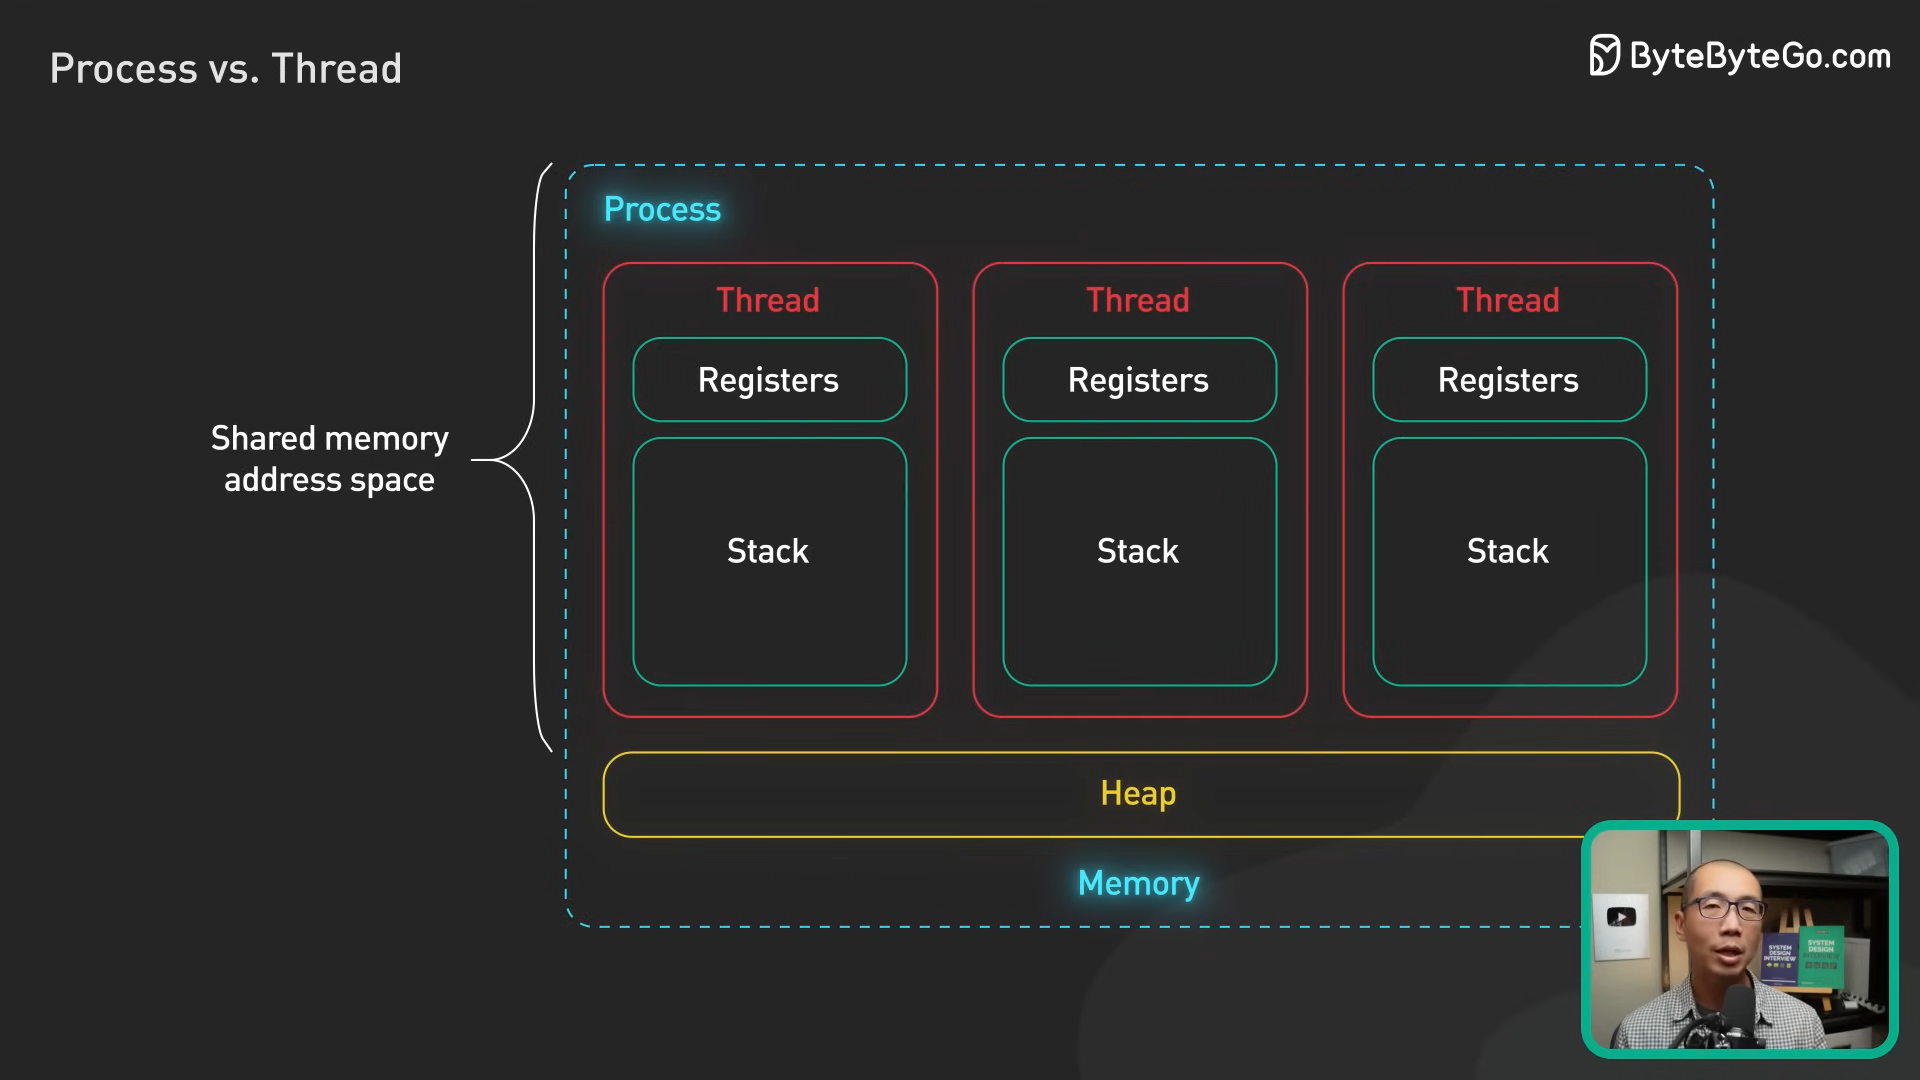 Process vs. Thread
ByteByteGo.com
Process
Thread
Thread
Thread
Registers
Registers
Registers
Shared memory
address space
Stack
Stack
Stack
Heap
Memory
SYSTEM
DESIGN
INTERVIEW
SYSTEM
DESIGN
INTERVIEW